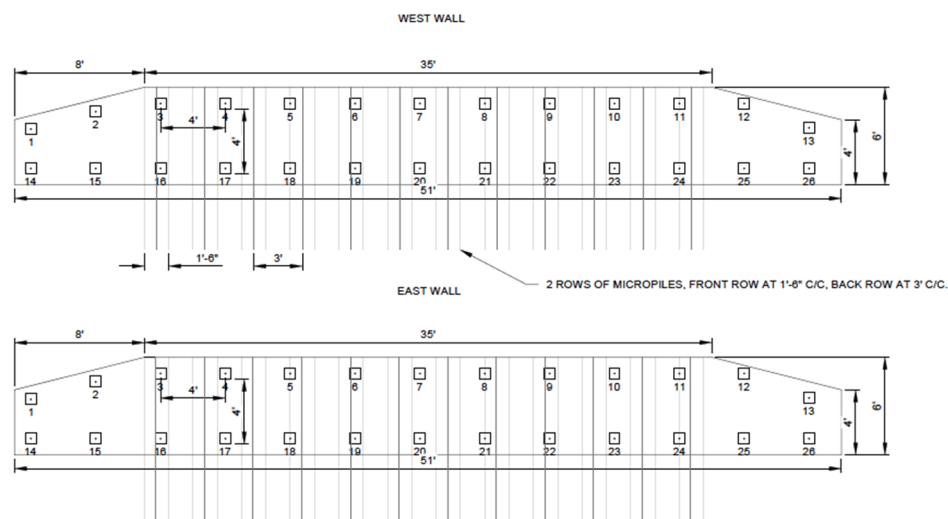 WEST WALL
8' 35'
1 2 3 4 5 6 7 8 9 10 11 12 13
4' 4' 4' 6'
14 15 16 17 18 19 20 21 22 23 24 25 26
51'
1'-6" 3'
2 ROWS OF MICROPILES, FRONT ROW AT 1'-6" C/C, BACK ROW AT 3' C/C.
EAST WALL
8' 35'
1 2 3 4 5 6 7 8 9 10 11 12 13
4' 4' 4' 6'
14 15 16 17 18 19 20 21 22 23 24 25 26
51'